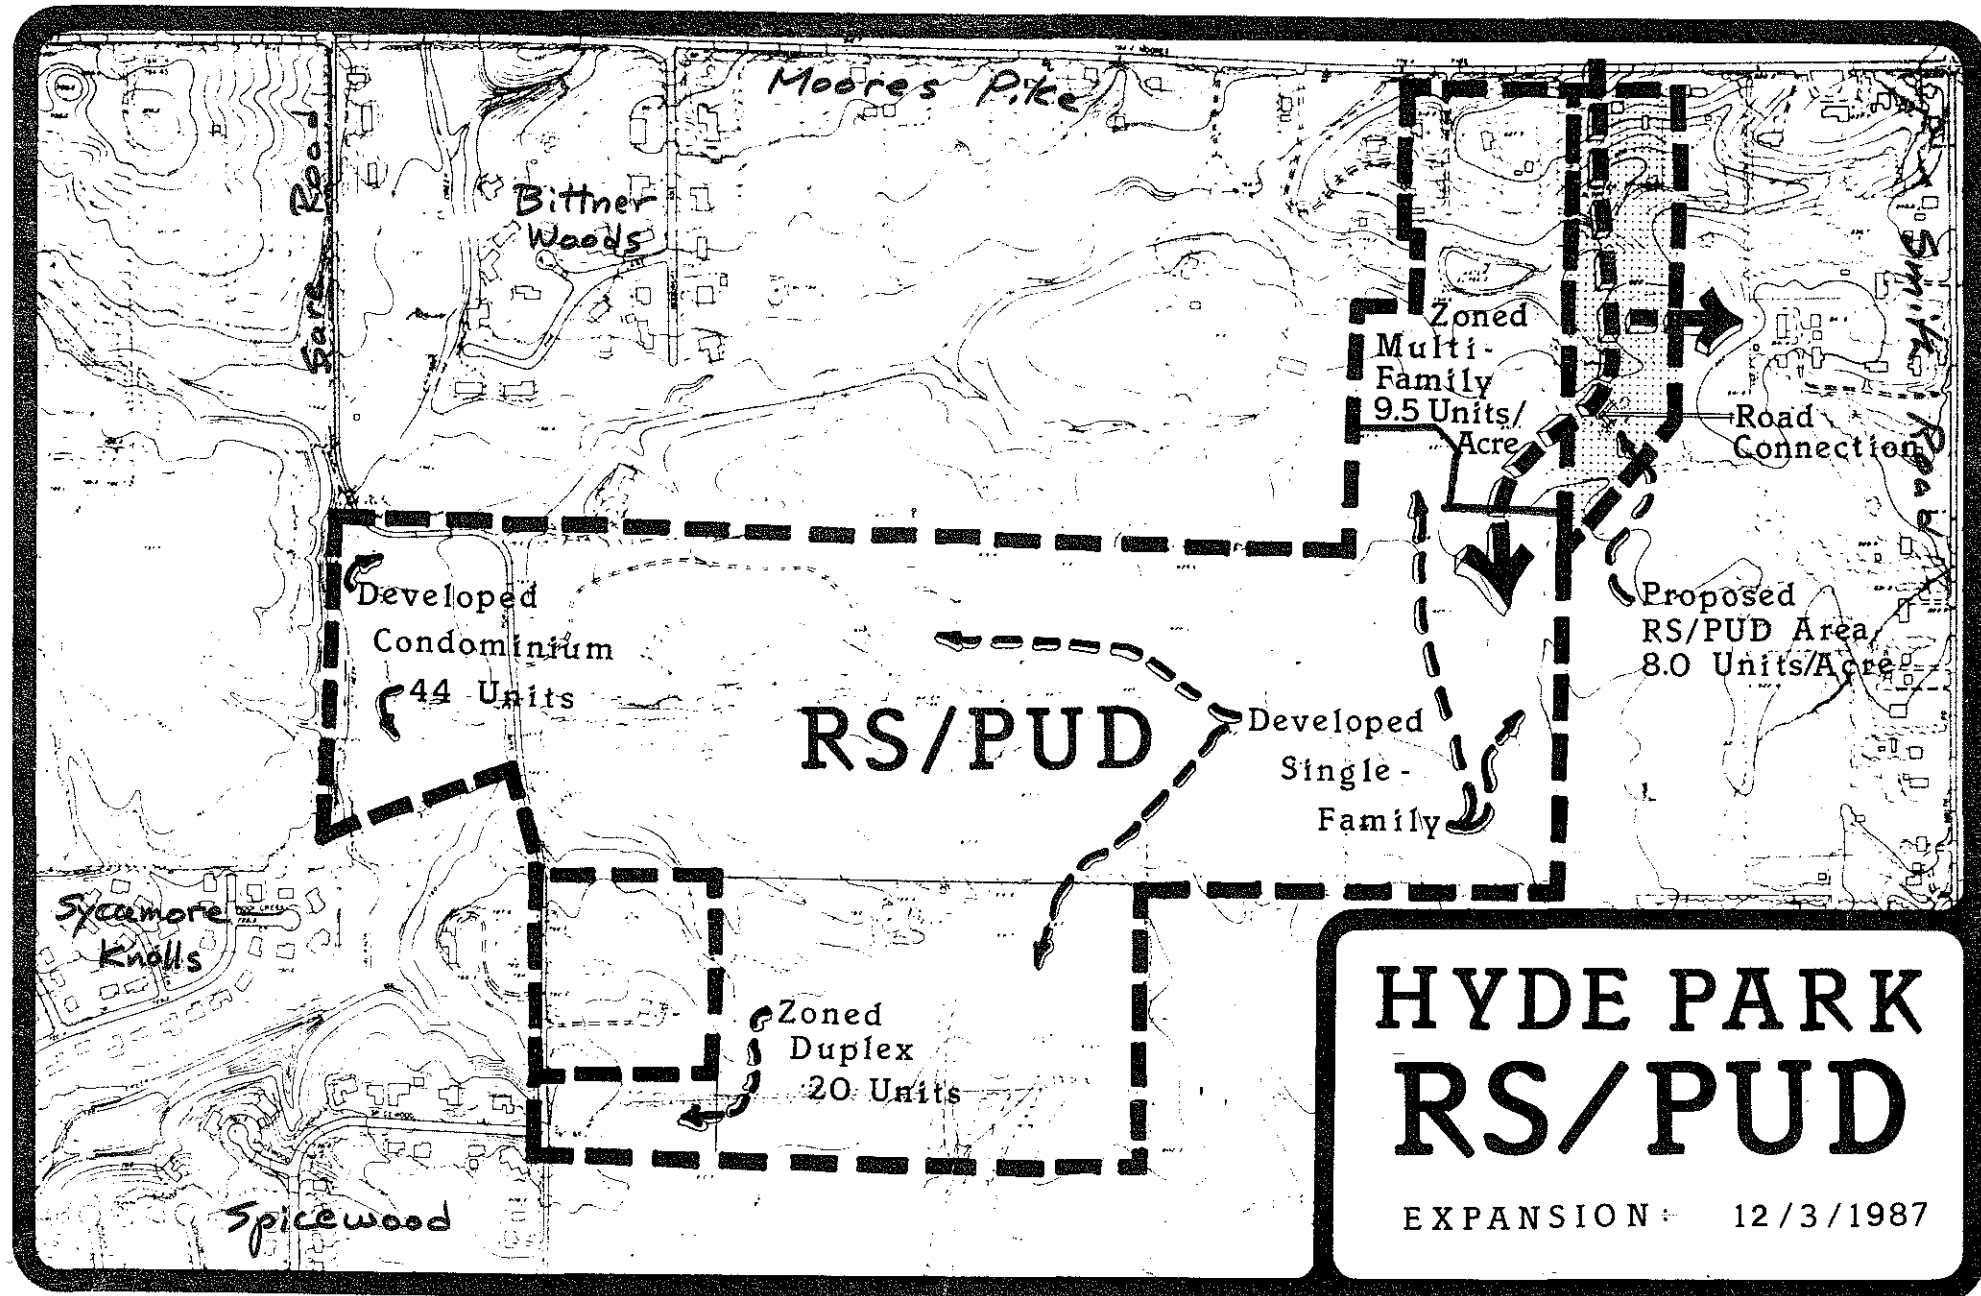 Moores Pike
Sare Road
Bittner
Woods
Smith Road
Zoned
Multi-
Family
9.5 Units/
Acre
Road
Connection
Developed
Condominium
44 Units
Proposed
RS/PUD Area
8.0 Units/Acre
RS/PUD
Developed
Single-
Family
Sycamore
Knolls
Zoned
Duplex
20 Units
Spicewood
HYDE PARK
RS/PUD
EXPANSION: 12/3/1987